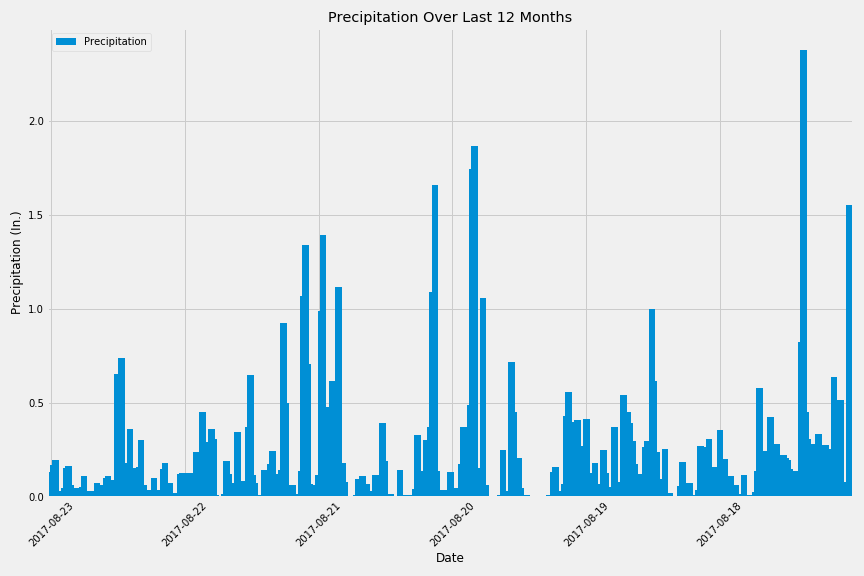 Precipitation Over Last 12 Months
Precipitation
Precipitation (In.)
2.0
1.5
1.0
0.5
0.0
2017-08-23
2017-08-22
2017-08-21
2017-08-20
2017-08-19
2017-08-18
Date